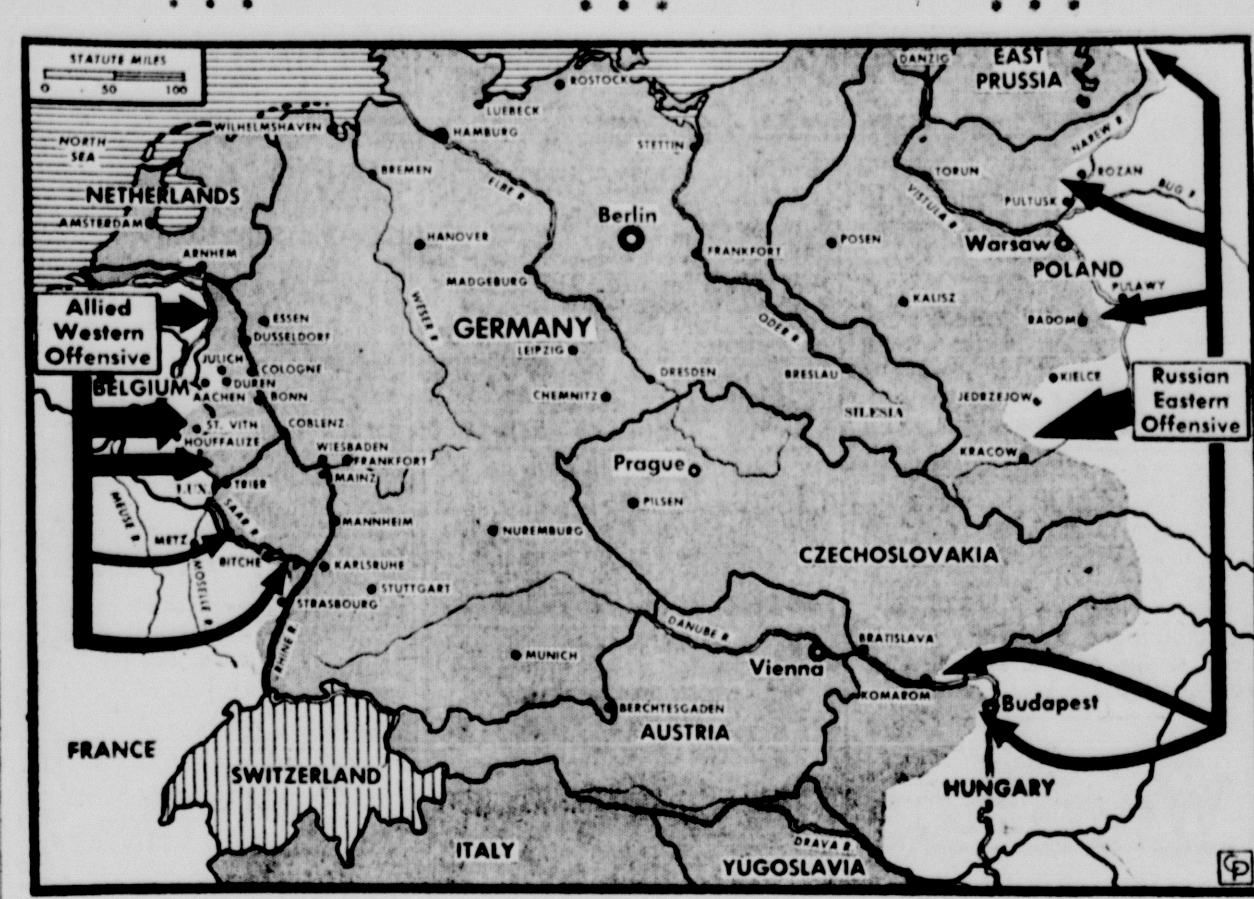 * * *
* * *
* * *
STATUTE MILES
0 50 100
NORTH
SEA
NETHERLANDS
AMSTERDAM
ARNHEM
WILHELMSHAVEN
LUEBECK
ROSTOCK
HAMBURG
BREMEN
ELBE R.
HANOVER
MADGEBURG
WESER R.
STETTIN
Berlin
FRANKFORT
DANZIG
EAST
PRUSSIA
NAREW R.
TORUN
ROZAN
BUG R.
PULTUSK
VISTULA R.
Warsaw
POLAND
POSEN
KALISZ
PULAWY
RADOM
Allied
Western
Offensive
ESSEN
DUSSELDORF
JULICH
COLOGNE
BELGIUM
DUREN
AACHEN
BONN
ST. VITH
HOUFFALIZE
COBLENZ
GERMANY
LEIPZIG
CHEMNITZ
DRESDEN
ODER R.
BRESLAU
SILESIA
KIELCE
JEDRZEJOW
KRACOW
Russian
Eastern
Offensive
WIESBADEN
FRANKFORT
MAINZ
LUX.
TRIER
SAAR R.
MEUSE R.
METZ
BITCHE
MOSELLE R.
MANNHEIM
KARLSRUHE
STUTTGART
STRASBOURG
RHINE R.
NUREMBURG
Prague
PILSEN
CZECHOSLOVAKIA
MUNICH
BERCHTESGADEN
DANUBE R.
Vienna
BRATISLAVA
KOMAROM
Budapest
AUSTRIA
HUNGARY
FRANCE
SWITZERLAND
ITALY
DRAVA R.
YUGOSLAVIA
CP